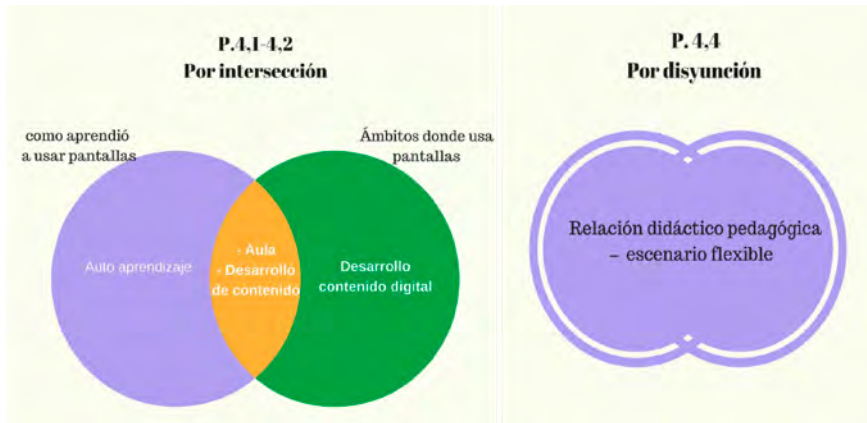 P.4,1-4,2
Por intersección
como aprendió
a usar pantallas
Ámbitos donde usa
pantallas
Auto aprendizaje
- Aula
- Desarrollo
de contenido
Desarrollo
contenido digital
P. 4,4
Por disyunción
Relación didáctico pedagógica
– escenario flexible